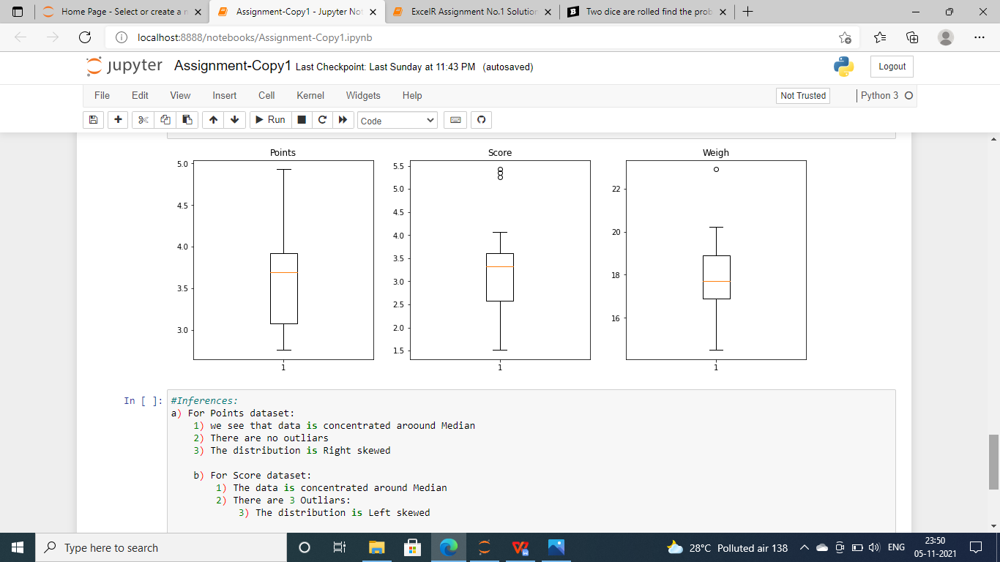 Home Page - Select or create a n
Assignment-Copy1 - Jupyter Not
ExcelR Assignment No.1 Solution
B
Two dice are rolled find the prob
localhost:8888/notebooks/Assignment-Copy1.ipynb
jupyter Assignment-Copy1 Last Checkpoint: Last Sunday at 11:43 PM (autosaved)
Logout
File Edit View Insert Cell Kernel Widgets Help
Not Trusted
Python 3
Run
Code
Points
5.0
4.5
4.0
3.5
3.0
1
Score
5.5
5.0
4.5
4.0
3.5
3.0
2.5
2.0
1.5
1
Weigh
22
20
18
16
1
In [ ]:
#Inferences:
a) For Points dataset:
1) we see that data is concentrated aroound Median
2) There are no outliars
3) The distribution is Right skewed
b) For Score dataset:
1) The data is concentrated around Median
2) There are 3 Outliars:
3) The distribution is Left skewed
Type here to search
28°C Polluted air 138
ENG
23:50
05-11-2021